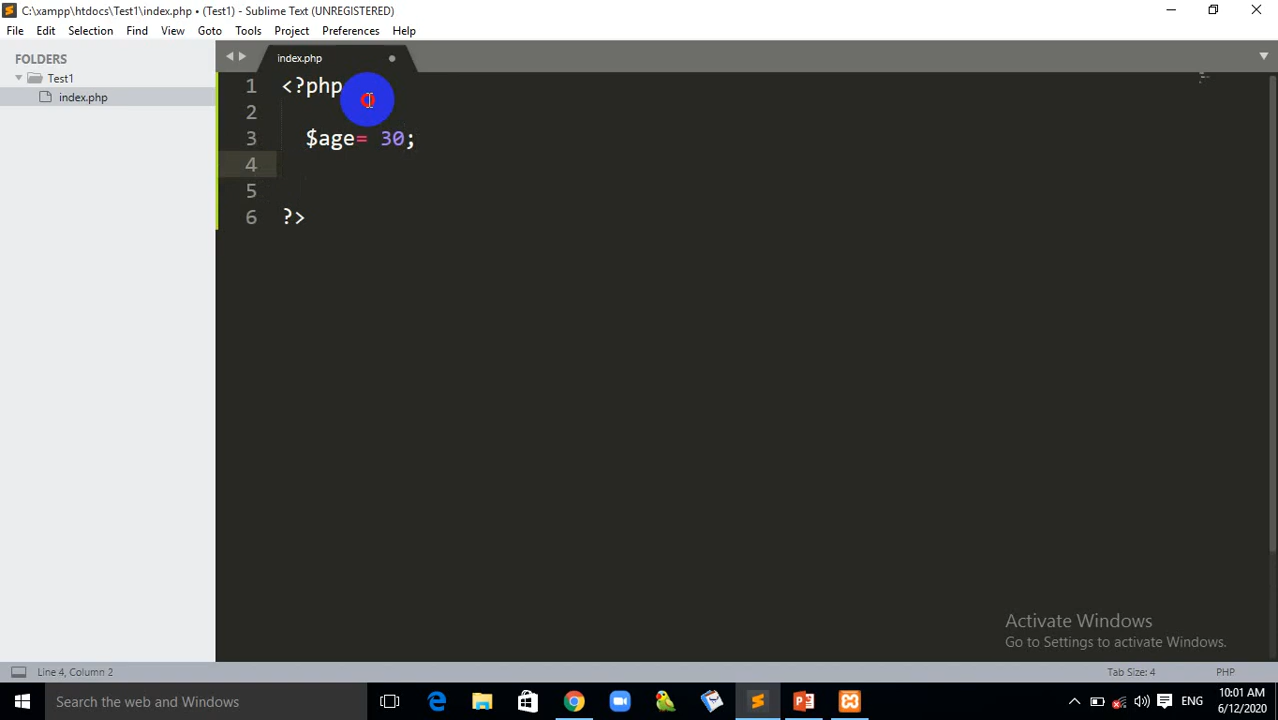 C:\xampp\htdocs\Test1\index.php • (Test1) - Sublime Text (UNREGISTERED)
File Edit Selection Find View Goto Tools Project Preferences Help
FOLDERS
Test1
index.php
index.php
1 <?php
2
3 $age= 30;
4
5
6 ?>
Activate Windows
Go to Settings to activate Windows.
Line 4, Column 2
Tab Size: 4
PHP
Search the web and Windows
ENG
10:01 AM
6/12/2020